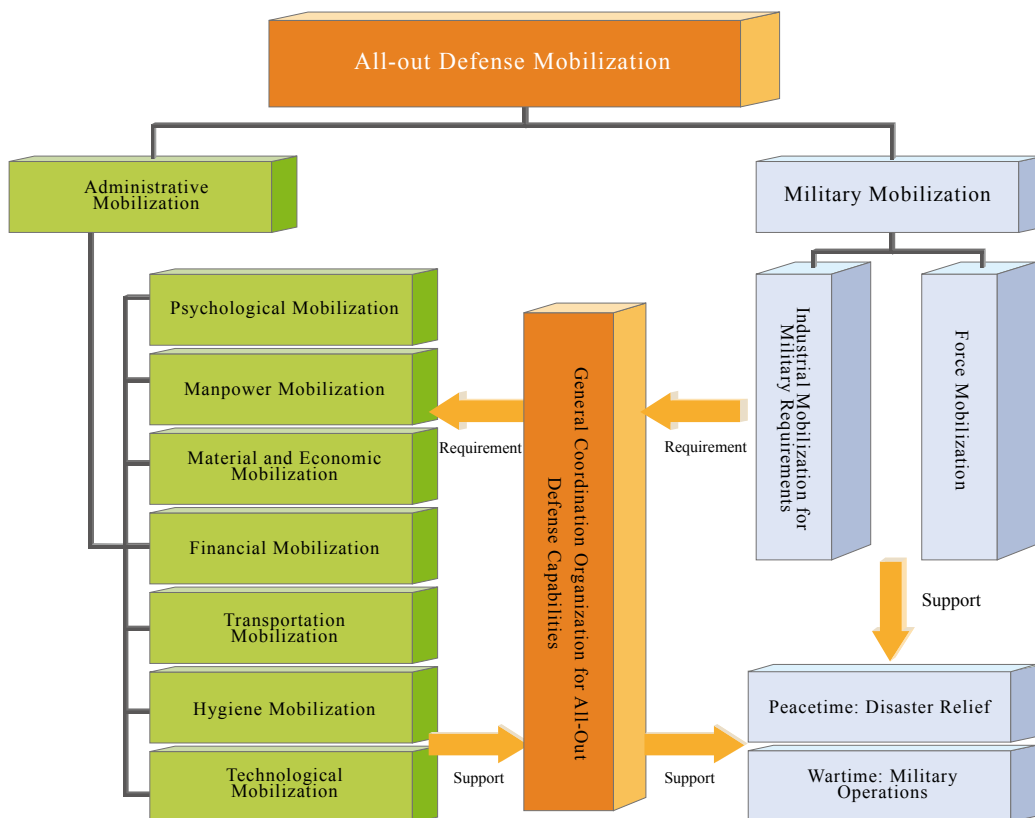 All-out Defense Mobilization
Administrative
Mobilization
Military Mobilization
Psychological Mobilization
Manpower Mobilization
Material and Economic
Mobilization
Financial Mobilization
Transportation
Mobilization
Hygiene Mobilization
Technological
Mobilization
Requirement
Support
General Coordination Organization for All-Out
Defense Capabilities
Requirement
Support
Industrial Mobilization for
Military Requirements
Force Mobilization
Support
Peacetime: Disaster Relief
Wartime: Military
Operations